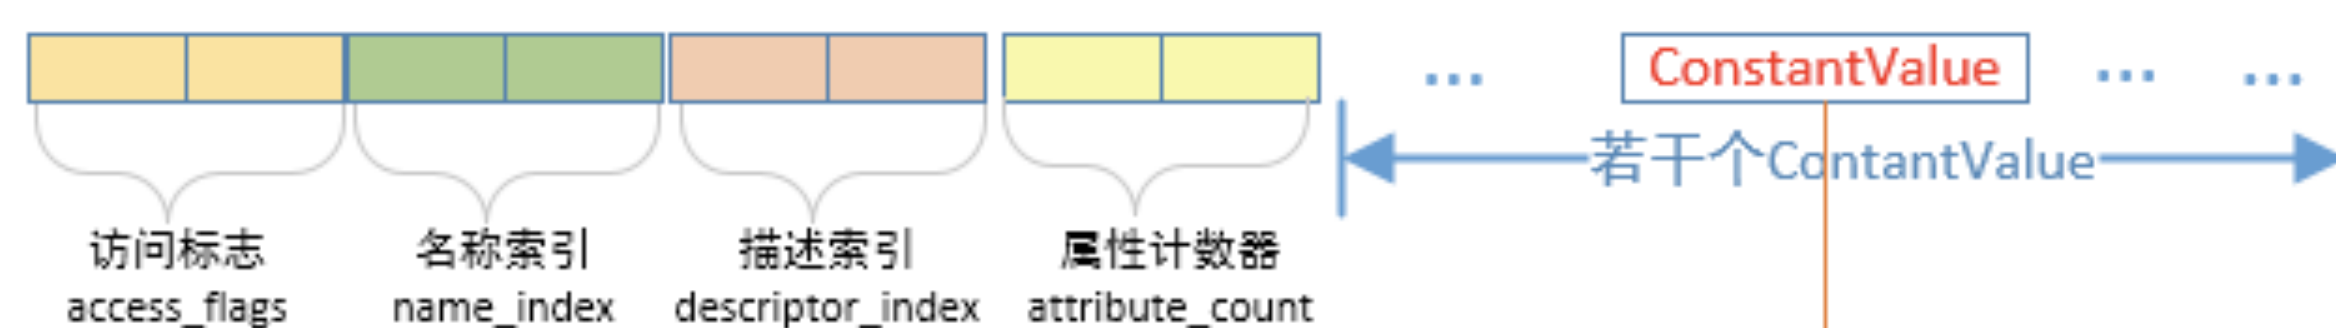 ... ConstantValue ... ...
若干个ContantValue
访问标志 名称索引 描述索引 属性计数器
access_flags name_index descriptor_index attribute_count